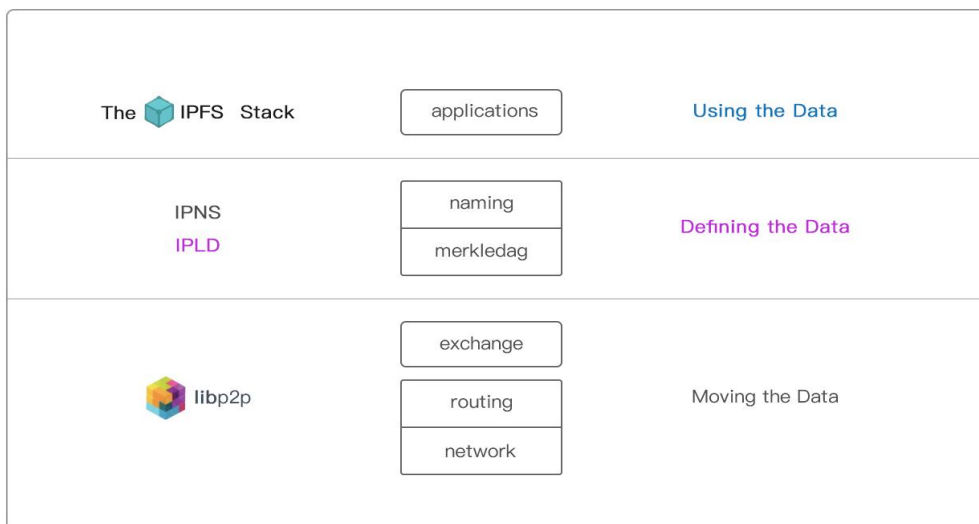 The IPFS Stack
applications
Using the Data
IPNS
IPLD
naming
merkledag
Defining the Data
exchange
libp2p
routing
network
Moving the Data